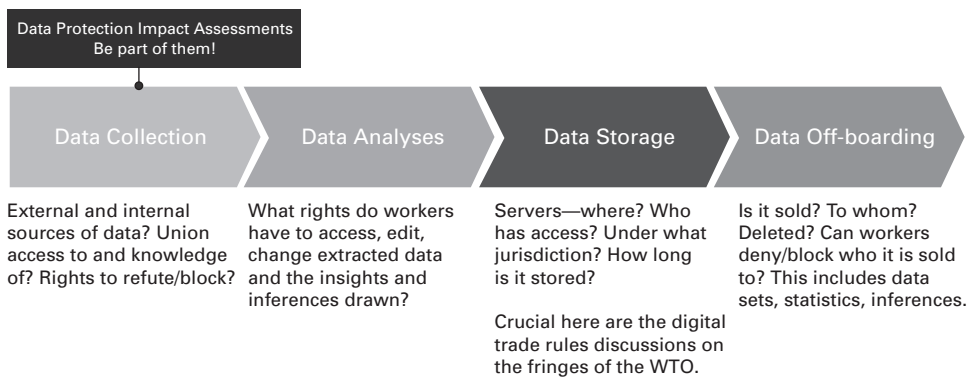 Data Protection Impact Assessments
Be part of them!
Data Collection
Data Analyses
Data Storage
Data Off-boarding
External and internal
sources of data? Union
access to and knowledge
of? Rights to refute/block?
What rights do workers
have to access, edit,
change extracted data
and the insights and
inferences drawn?
Servers—where? Who
has access? Under what
jurisdiction? How long
is it stored?
Crucial here are the digital
trade rules discussions on
the fringes of the WTO.
Is it sold? To whom?
Deleted? Can workers
deny/block who it is sold
to? This includes data
sets, statistics, inferences.